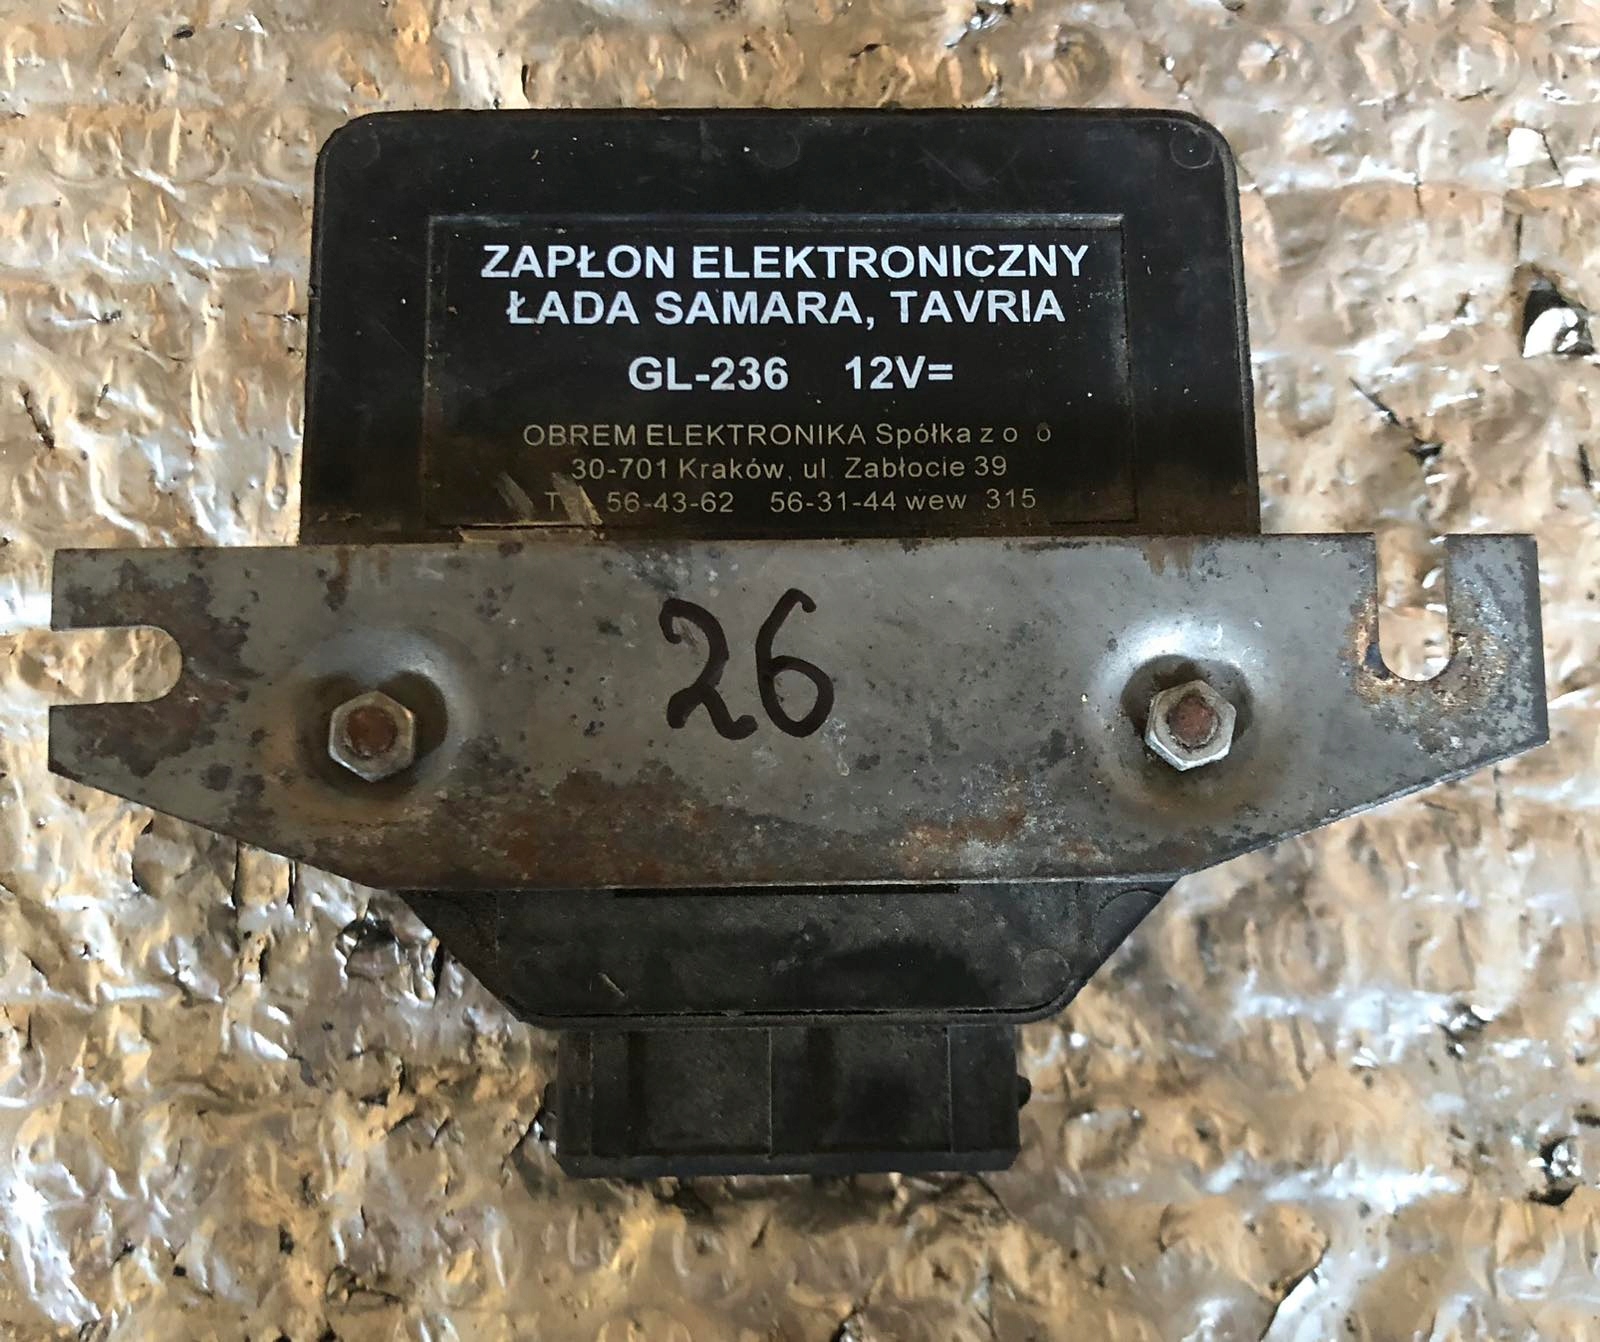 ZAPŁON ELEKTRONICZNY
ŁADA SAMARA, TAVRIA
GL-236 12V=
OBREM ELEKTRONIKA Spółka z o o
30-701 Kraków, ul. Zabłocie 39
56-43-62 56-31-44 wew 315
26